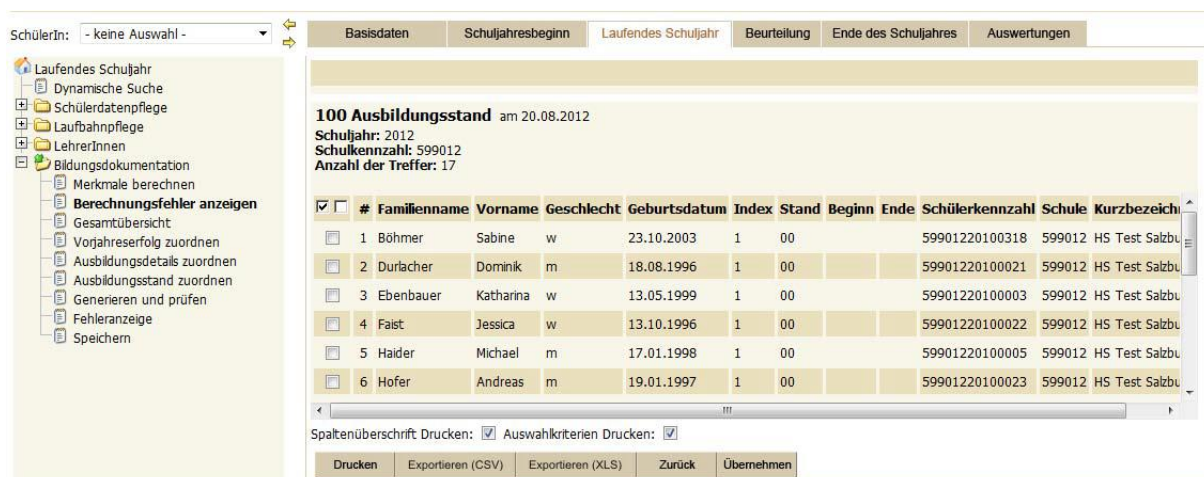 SchülerIn: - keine Auswahl -
Basisdaten Schuljahresbeginn Laufendes Schuljahr Beurteilung Ende des Schuljahres Auswertungen
Laufendes Schuljahr
Dynamische Suche
Schülerdatenpflege
Laufbahnpflege
LehrerInnen
Bildungsdokumentation
Merkmale berechnen
Berechnungsfehler anzeigen
Gesamtübersicht
Vorjahreserfolg zuordnen
Ausbildungsdetails zuordnen
Ausbildungsstand zuordnen
Generieren und prüfen
Fehleranzeige
Speichern
100 Ausbildungsstand am 20.08.2012
Schuljahr: 2012
Schulkennzahl: 599012
Anzahl der Treffer: 17
# Familienname Vorname Geschlecht Geburtsdatum Index Stand Beginn Ende Schülerkennzahl Schule Kurzbezeich
1 Böhmer Sabine w 23.10.2003 1 00 59901220100318 599012 HS Test Salzbu
2 Durlacher Dominik m 18.08.1996 1 00 59901220100021 599012 HS Test Salzbu
3 Ebenbauer Katharina w 13.05.1999 1 00 59901220100003 599012 HS Test Salzbu
4 Faist Jessica w 13.10.1996 1 00 59901220100022 599012 HS Test Salzbu
5 Haider Michael m 17.01.1998 1 00 59901220100005 599012 HS Test Salzbu
6 Hofer Andreas m 19.01.1997 1 00 59901220100023 599012 HS Test Salzbu
Spaltenüberschrift Drucken: Auswahlkriterien Drucken:
Drucken Exportieren (CSV) Exportieren (XLS) Zurück Übernehmen